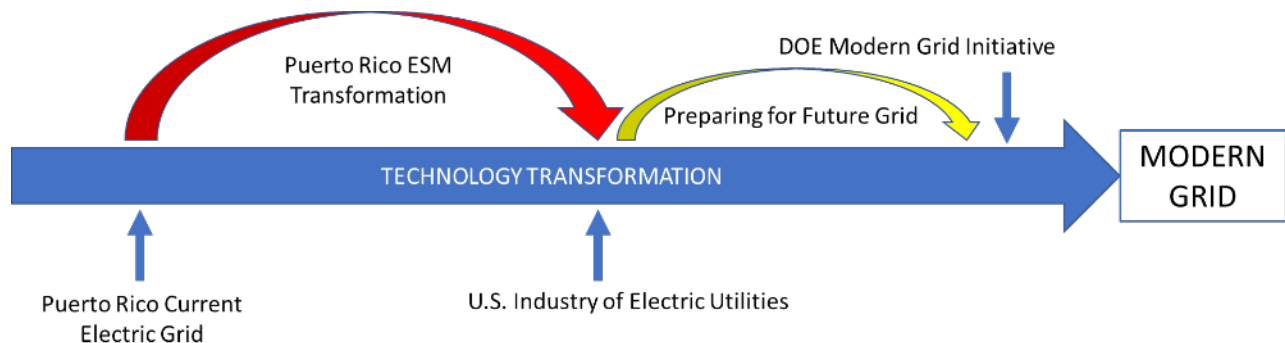 DOE Modern Grid Initiative
Puerto Rico ESM
Transformation
Preparing for Future Grid
TECHNOLOGY TRANSFORMATION
MODERN
GRID
Puerto Rico Current
Electric Grid
U.S. Industry of Electric Utilities